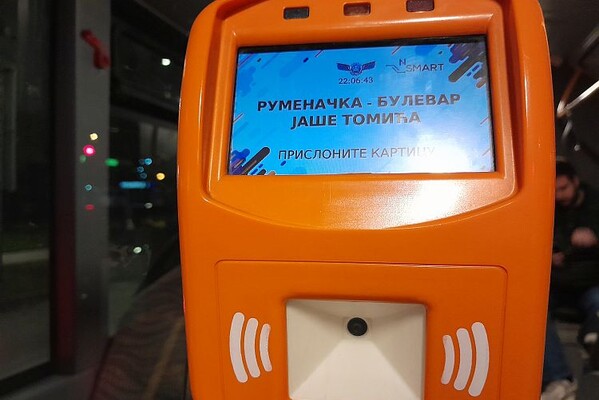 N
SMART
22:06:43
РУМЕНАЧКА - БУЛЕВАР
ЈАШЕ ТОМИЋА
ПРИСЛОНИТЕ КАРТИЦУ